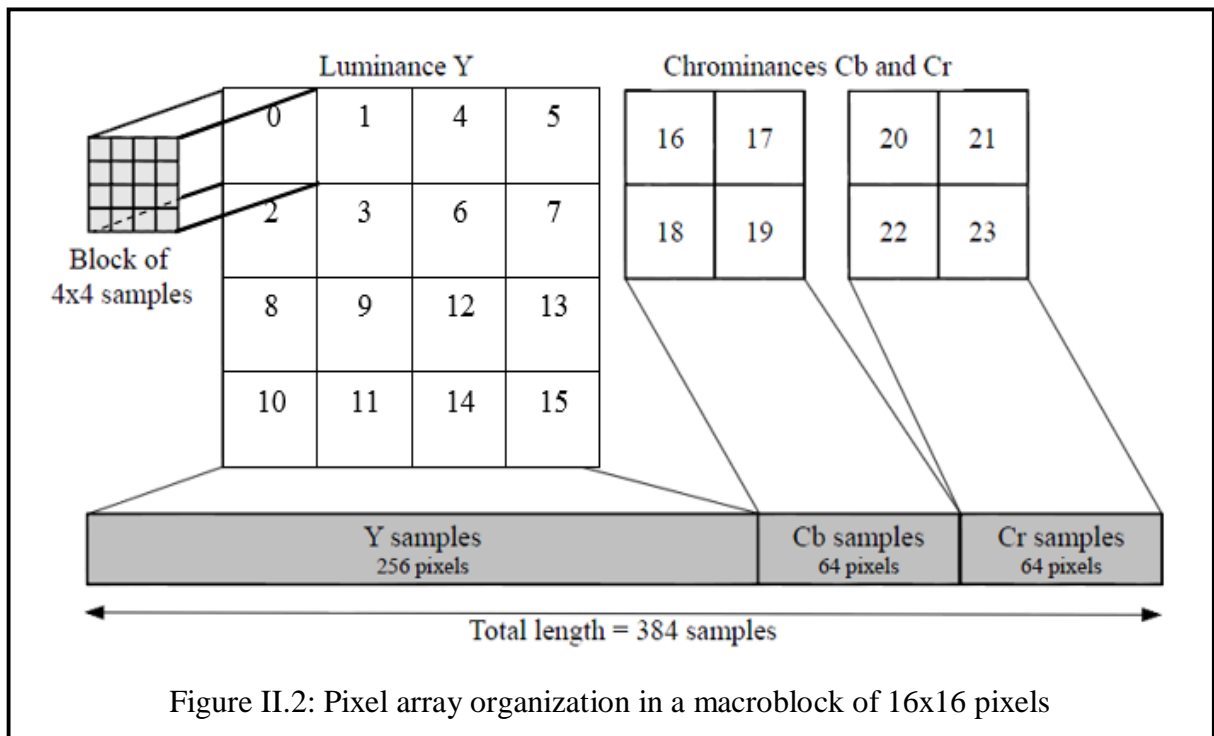 Luminance Y
Chrominances Cb and Cr
0 1 4 5
16 17
20 21
2 3 6 7
18 19
22 23
Block of
4x4 samples
8 9 12 13
10 11 14 15
Y samples
256 pixels
Cb samples
64 pixels
Cr samples
64 pixels
Total length = 384 samples
Figure II.2: Pixel array organization in a macroblock of 16x16 pixels